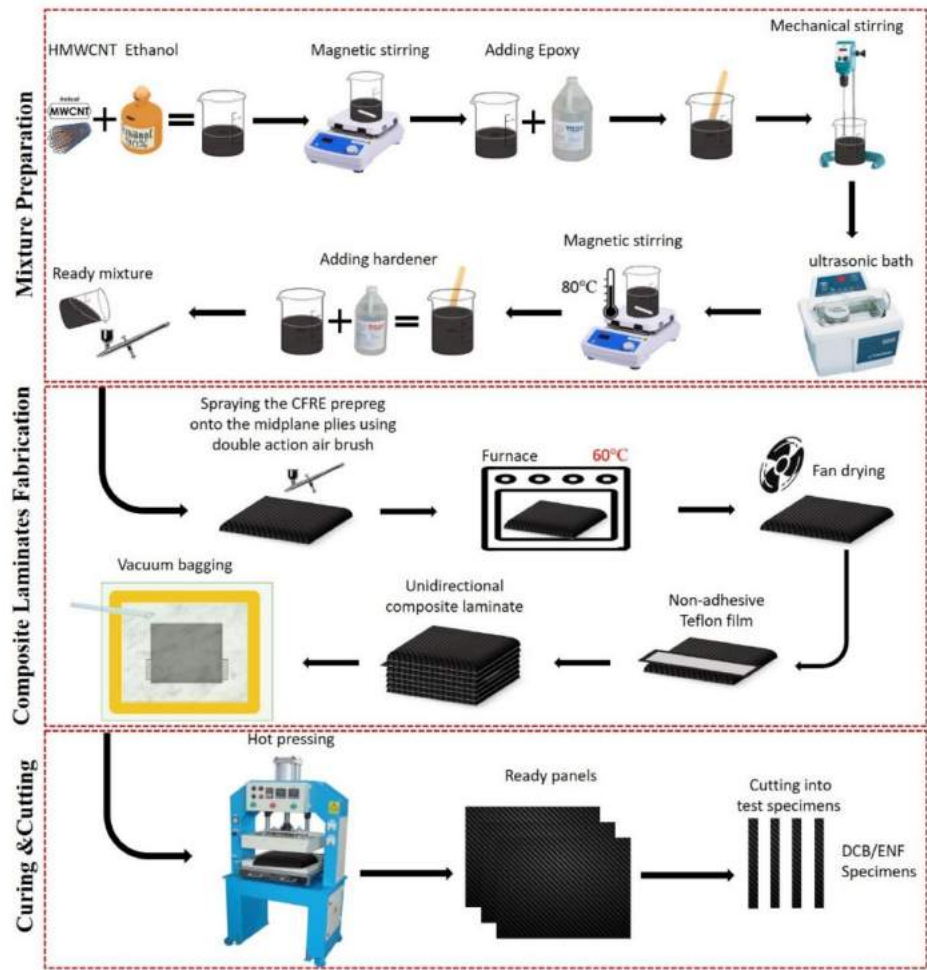 Mixture Preparation
HMWCNT Ethanol
Magnetic stirring
Adding Epoxy
Mechanical stirring
MWCNT
Ready mixture
Adding hardener
Magnetic stirring
80°C
ultrasonic bath
Composite Laminates Fabrication
Spraying the CFRE prepreg
onto the midplane plies using
double action air brush
Furnace
60°C
Fan drying
Vacuum bagging
Unidirectional
composite laminate
Non-adhesive
Teflon film
Curing &Cutting
Hot pressing
Ready panels
Cutting into
test specimens
DCB/ENF
Specimens